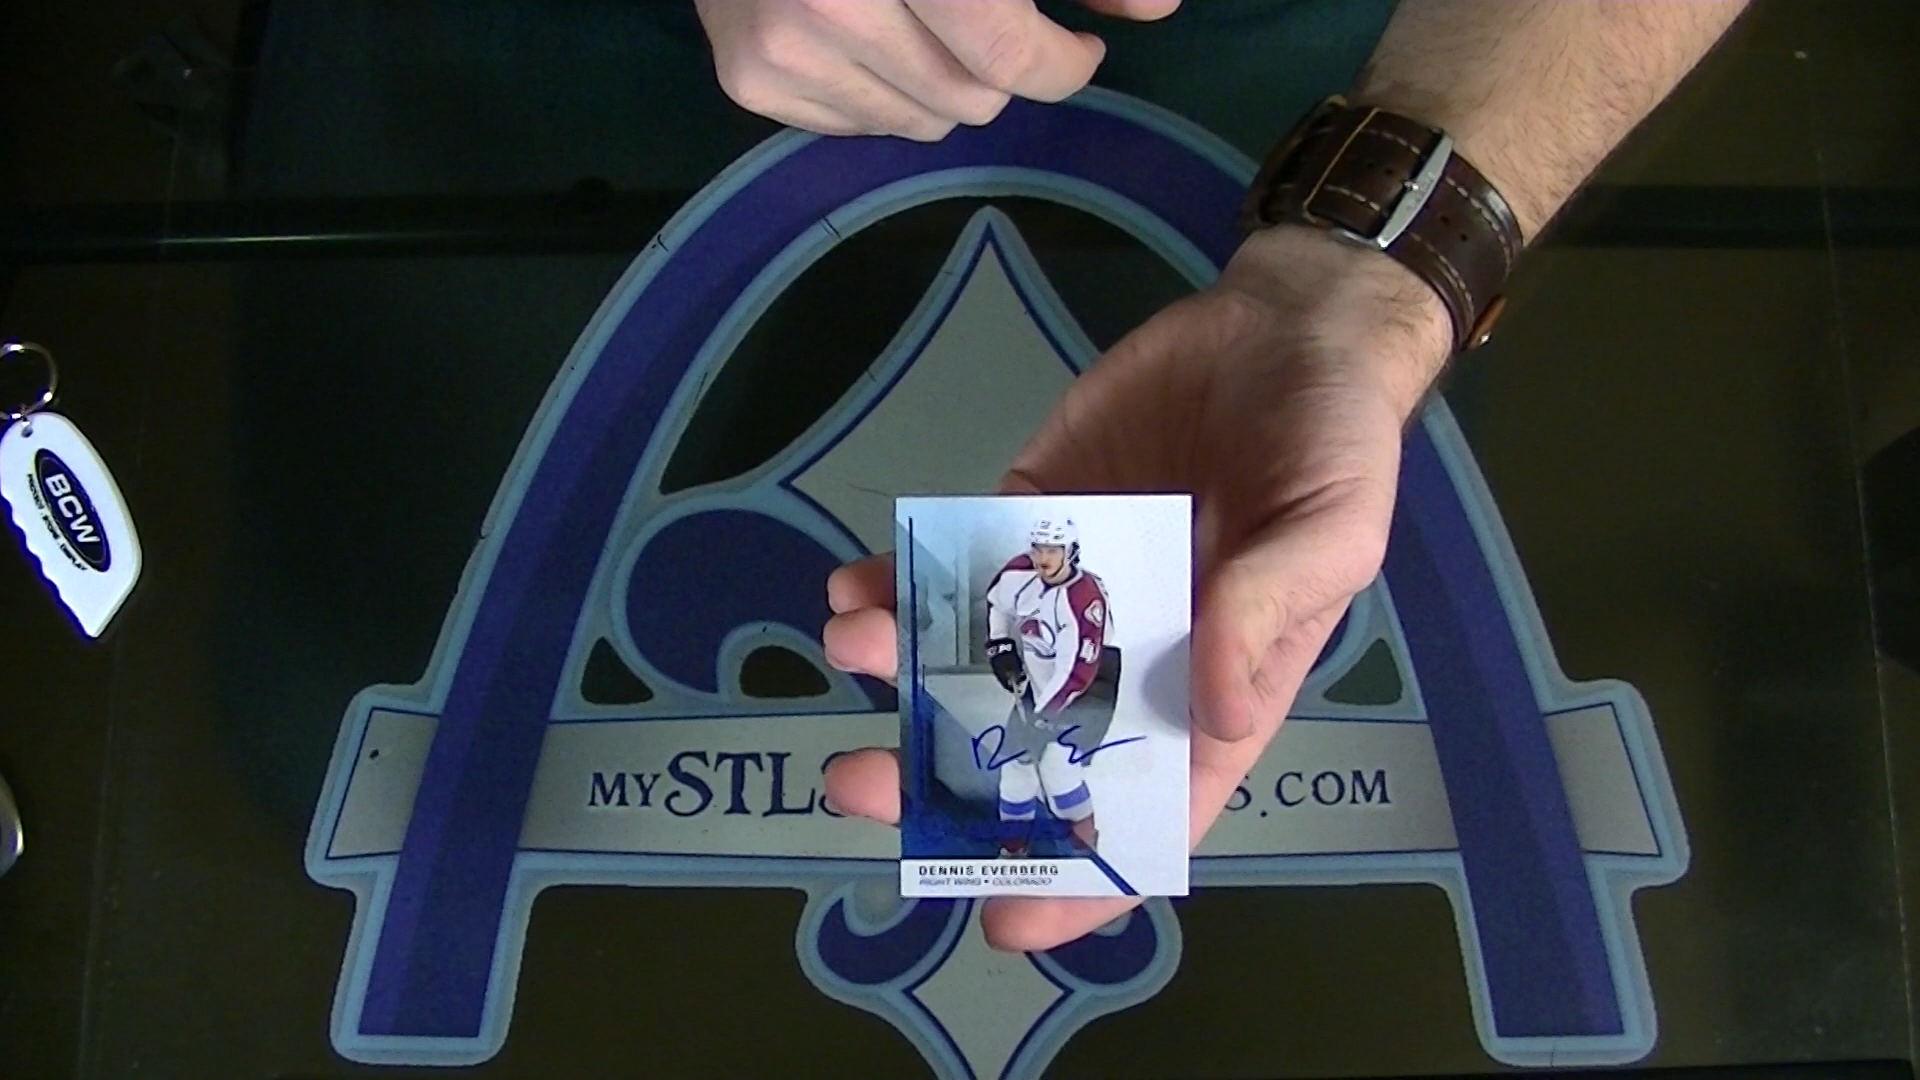 BCW
MYSTL
S.COM
DENNIS EVERBERG
RIGHT WING • COLORADO